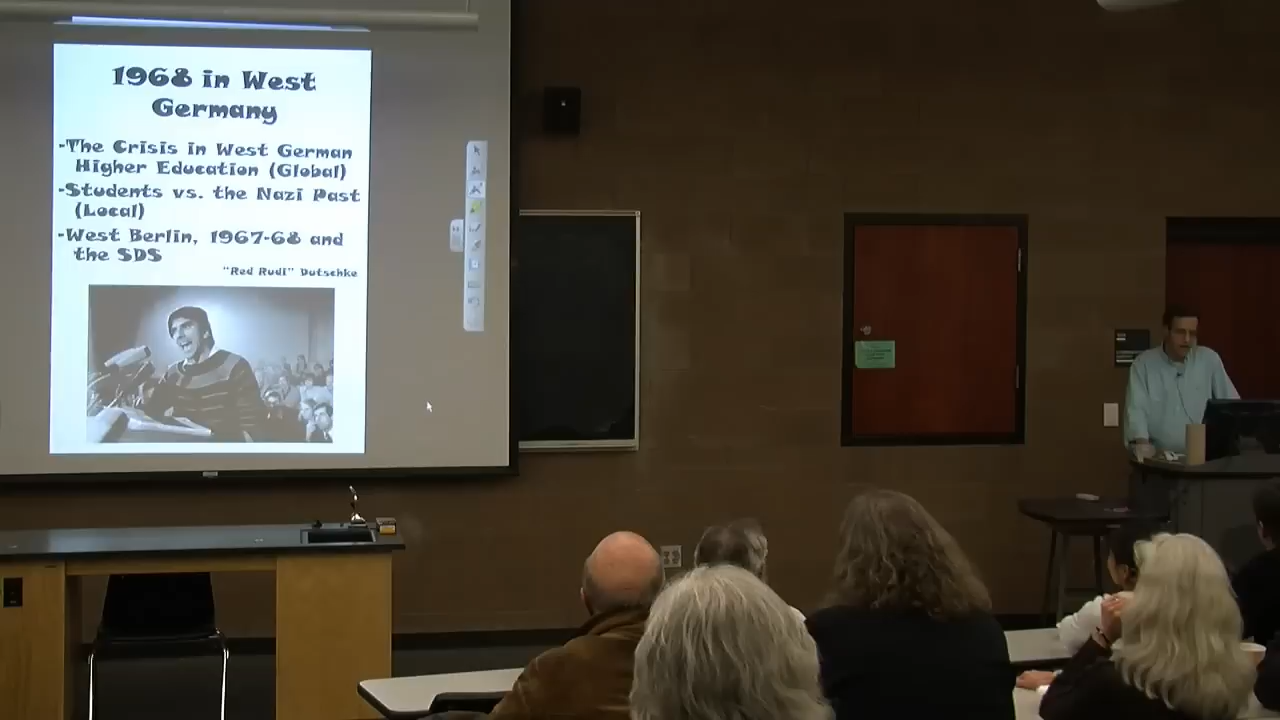 1968 in West
Germany
-The Crisis in West German
Higher Education (Global)
-Students vs. the Nazi Past
(Local)
-West Berlin, 1967-68 and
the SDS
"Red Rudi" Dutschke